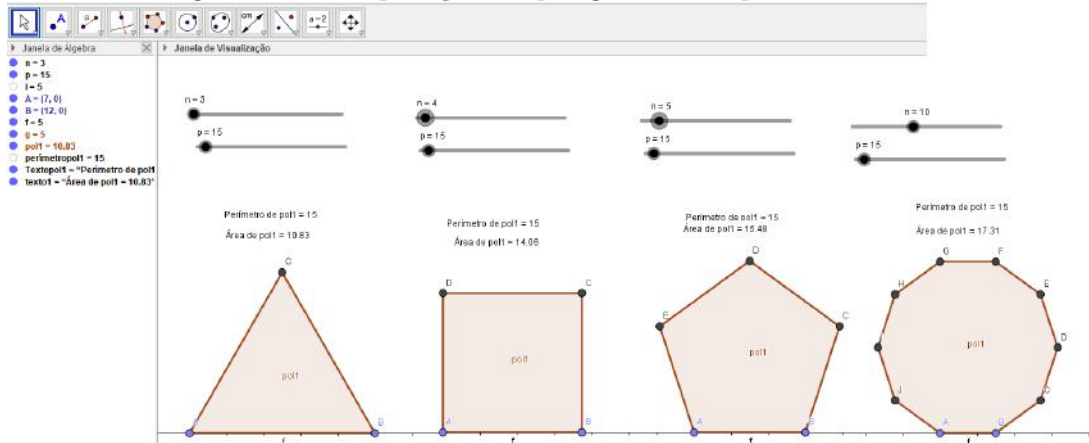 a=2
Janela de Álgebra
Janela de Visualização
n = 3
p = 15
l = 5
A = (7, 0)
B = (12, 0)
f = 5
g = 5
pol1 = 10.83
perímetropol1 = 15
Textopol1 = "Perímetro de pol1
texto1 = "Área de pol1 = 10.83"
n = 3
p = 15
Perímetro de pol1 = 15
Área de pol1 = 10.83
C
pol1
B
f
n = 4
p = 15
Perímetro de pol1 = 15
Área de pol1 = 14.06
D
C
pol1
A
B
f
n = 5
p = 15
Perímetro de pol1 = 15
Área de pol1 = 15.48
D
E
C
pol1
A
B
f
n = 10
p = 15
Perímetro de pol1 = 15
Área de pol1 = 17.31
G
F
H
E
D
pol1
J
C
A
B
f